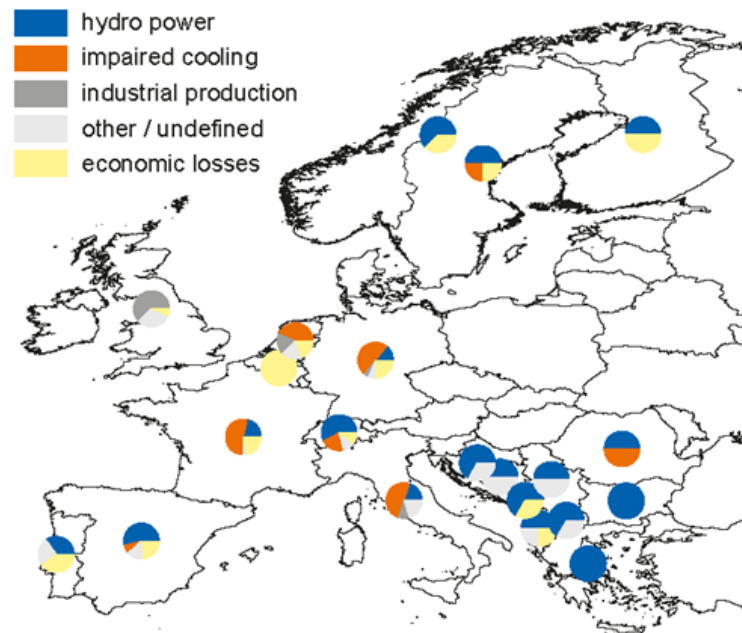 hydro power
impaired cooling
industrial production
other / undefined
economic losses